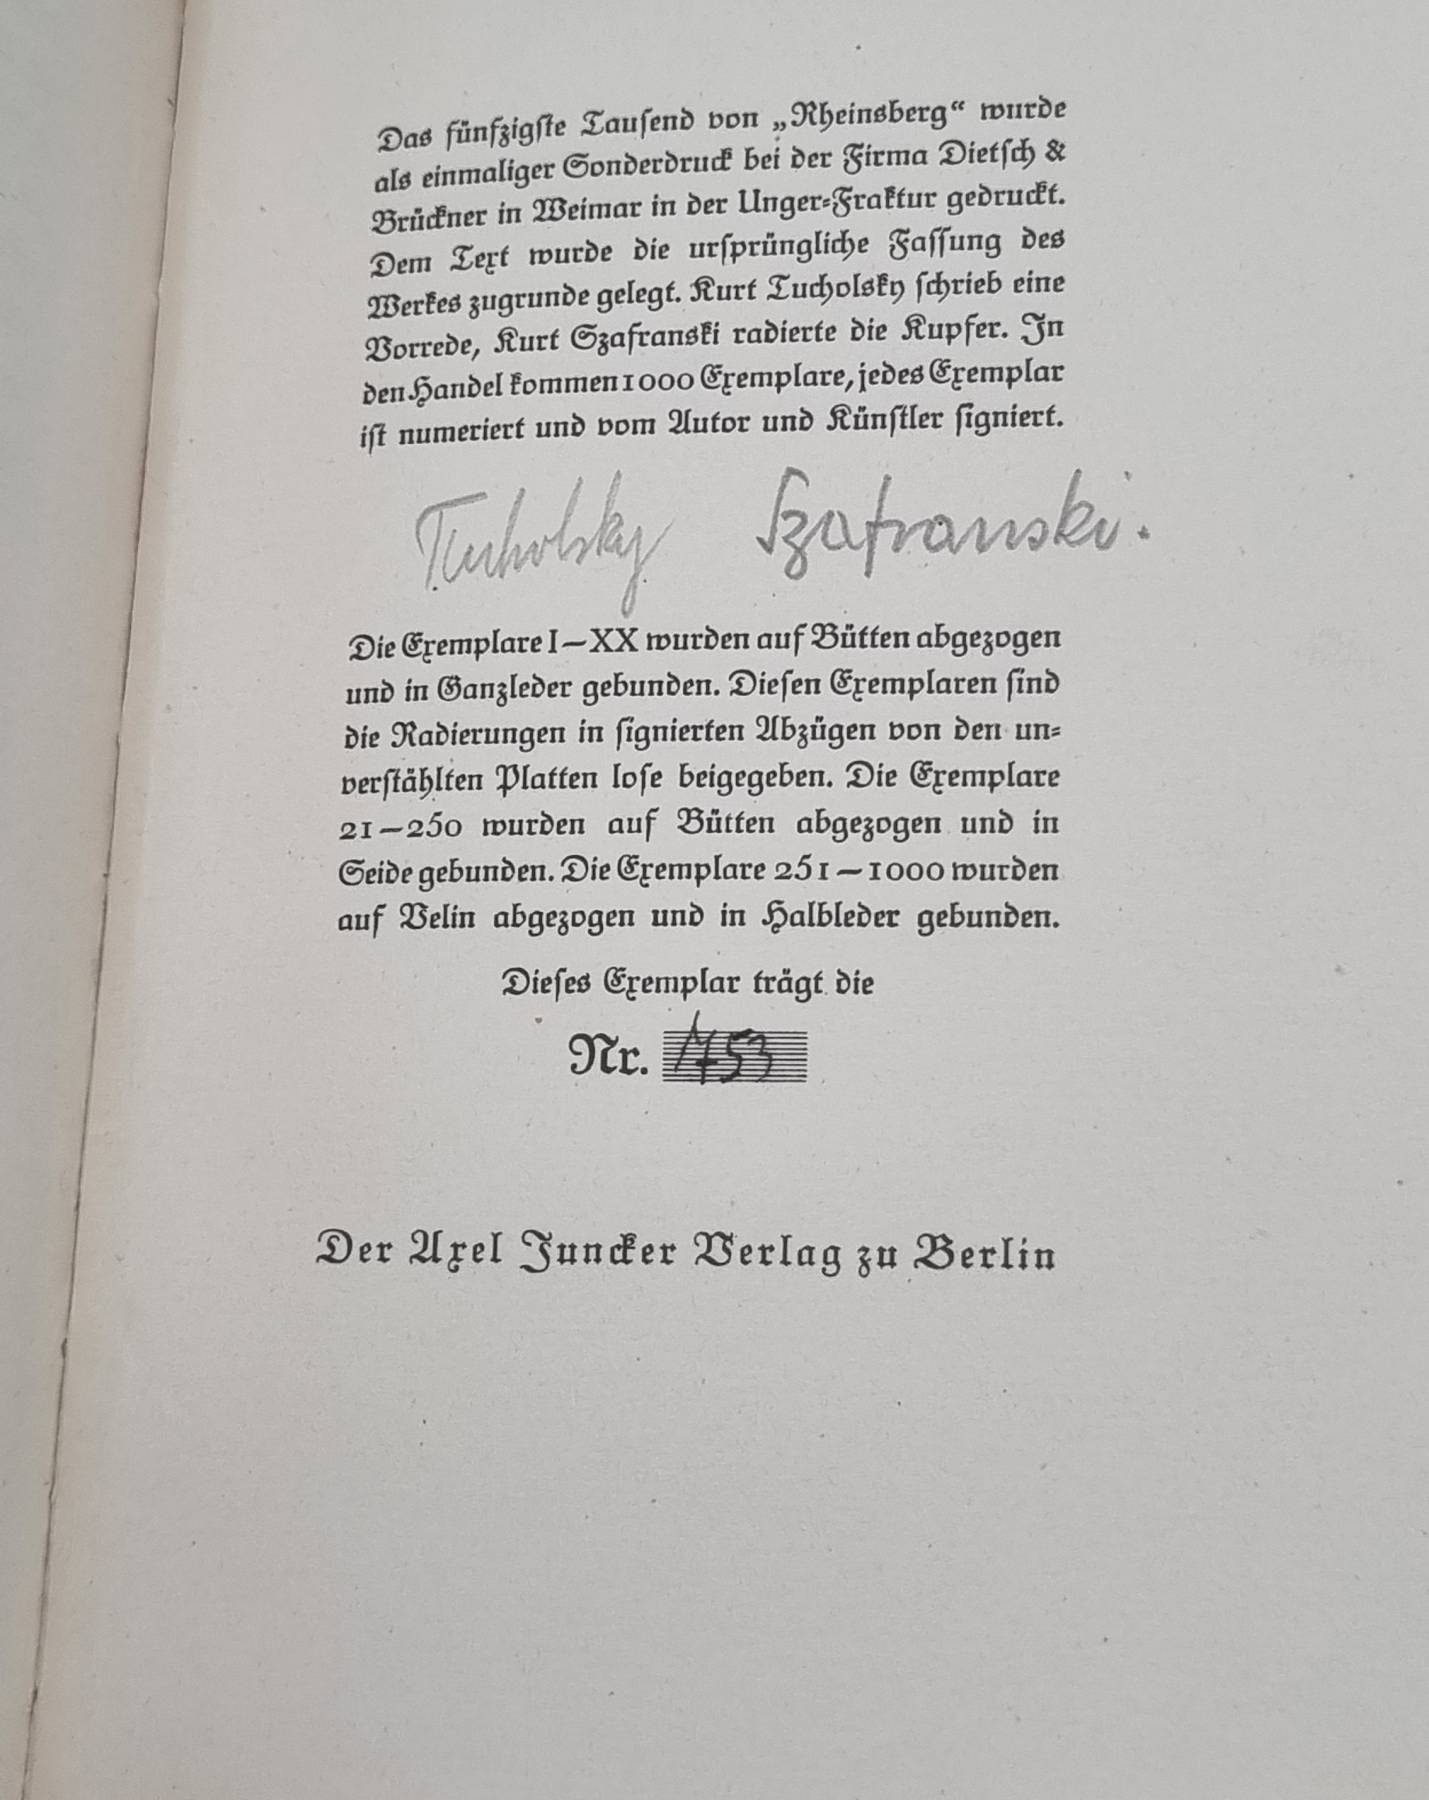 Das fünfzigſte Tauſend von „Rheinsberg“ wurde
als einmaliger Sonderdruck bei der Firma Dietſch &
Brückner in Weimar in der Unger-Fraktur gedruckt.
Dem Text wurde die urſprüngliche Faſſung des
Werkes zugrunde gelegt. Kurt Tucholsky ſchrieb eine
Vorrede, Kurt Szafranski radierte die Kupfer. In
den Handel kommen 1000 Exemplare, jedes Exemplar
iſt numeriert und vom Autor und Künſtler ſigniert.
Tucholsky Szafranski.
Die Exemplare I—XX wurden auf Bütten abgezogen
und in Ganzleder gebunden. Dieſen Exemplaren ſind
die Radierungen in ſignierten Abzügen von den un-
verſtählten Platten loſe beigegeben. Die Exemplare
21—250 wurden auf Bütten abgezogen und in
Seide gebunden. Die Exemplare 251—1000 wurden
auf Velin abgezogen und in Halbleder gebunden.
Dieſes Exemplar trägt die
Nr. 753
Der Axel Juncker Verlag zu Berlin